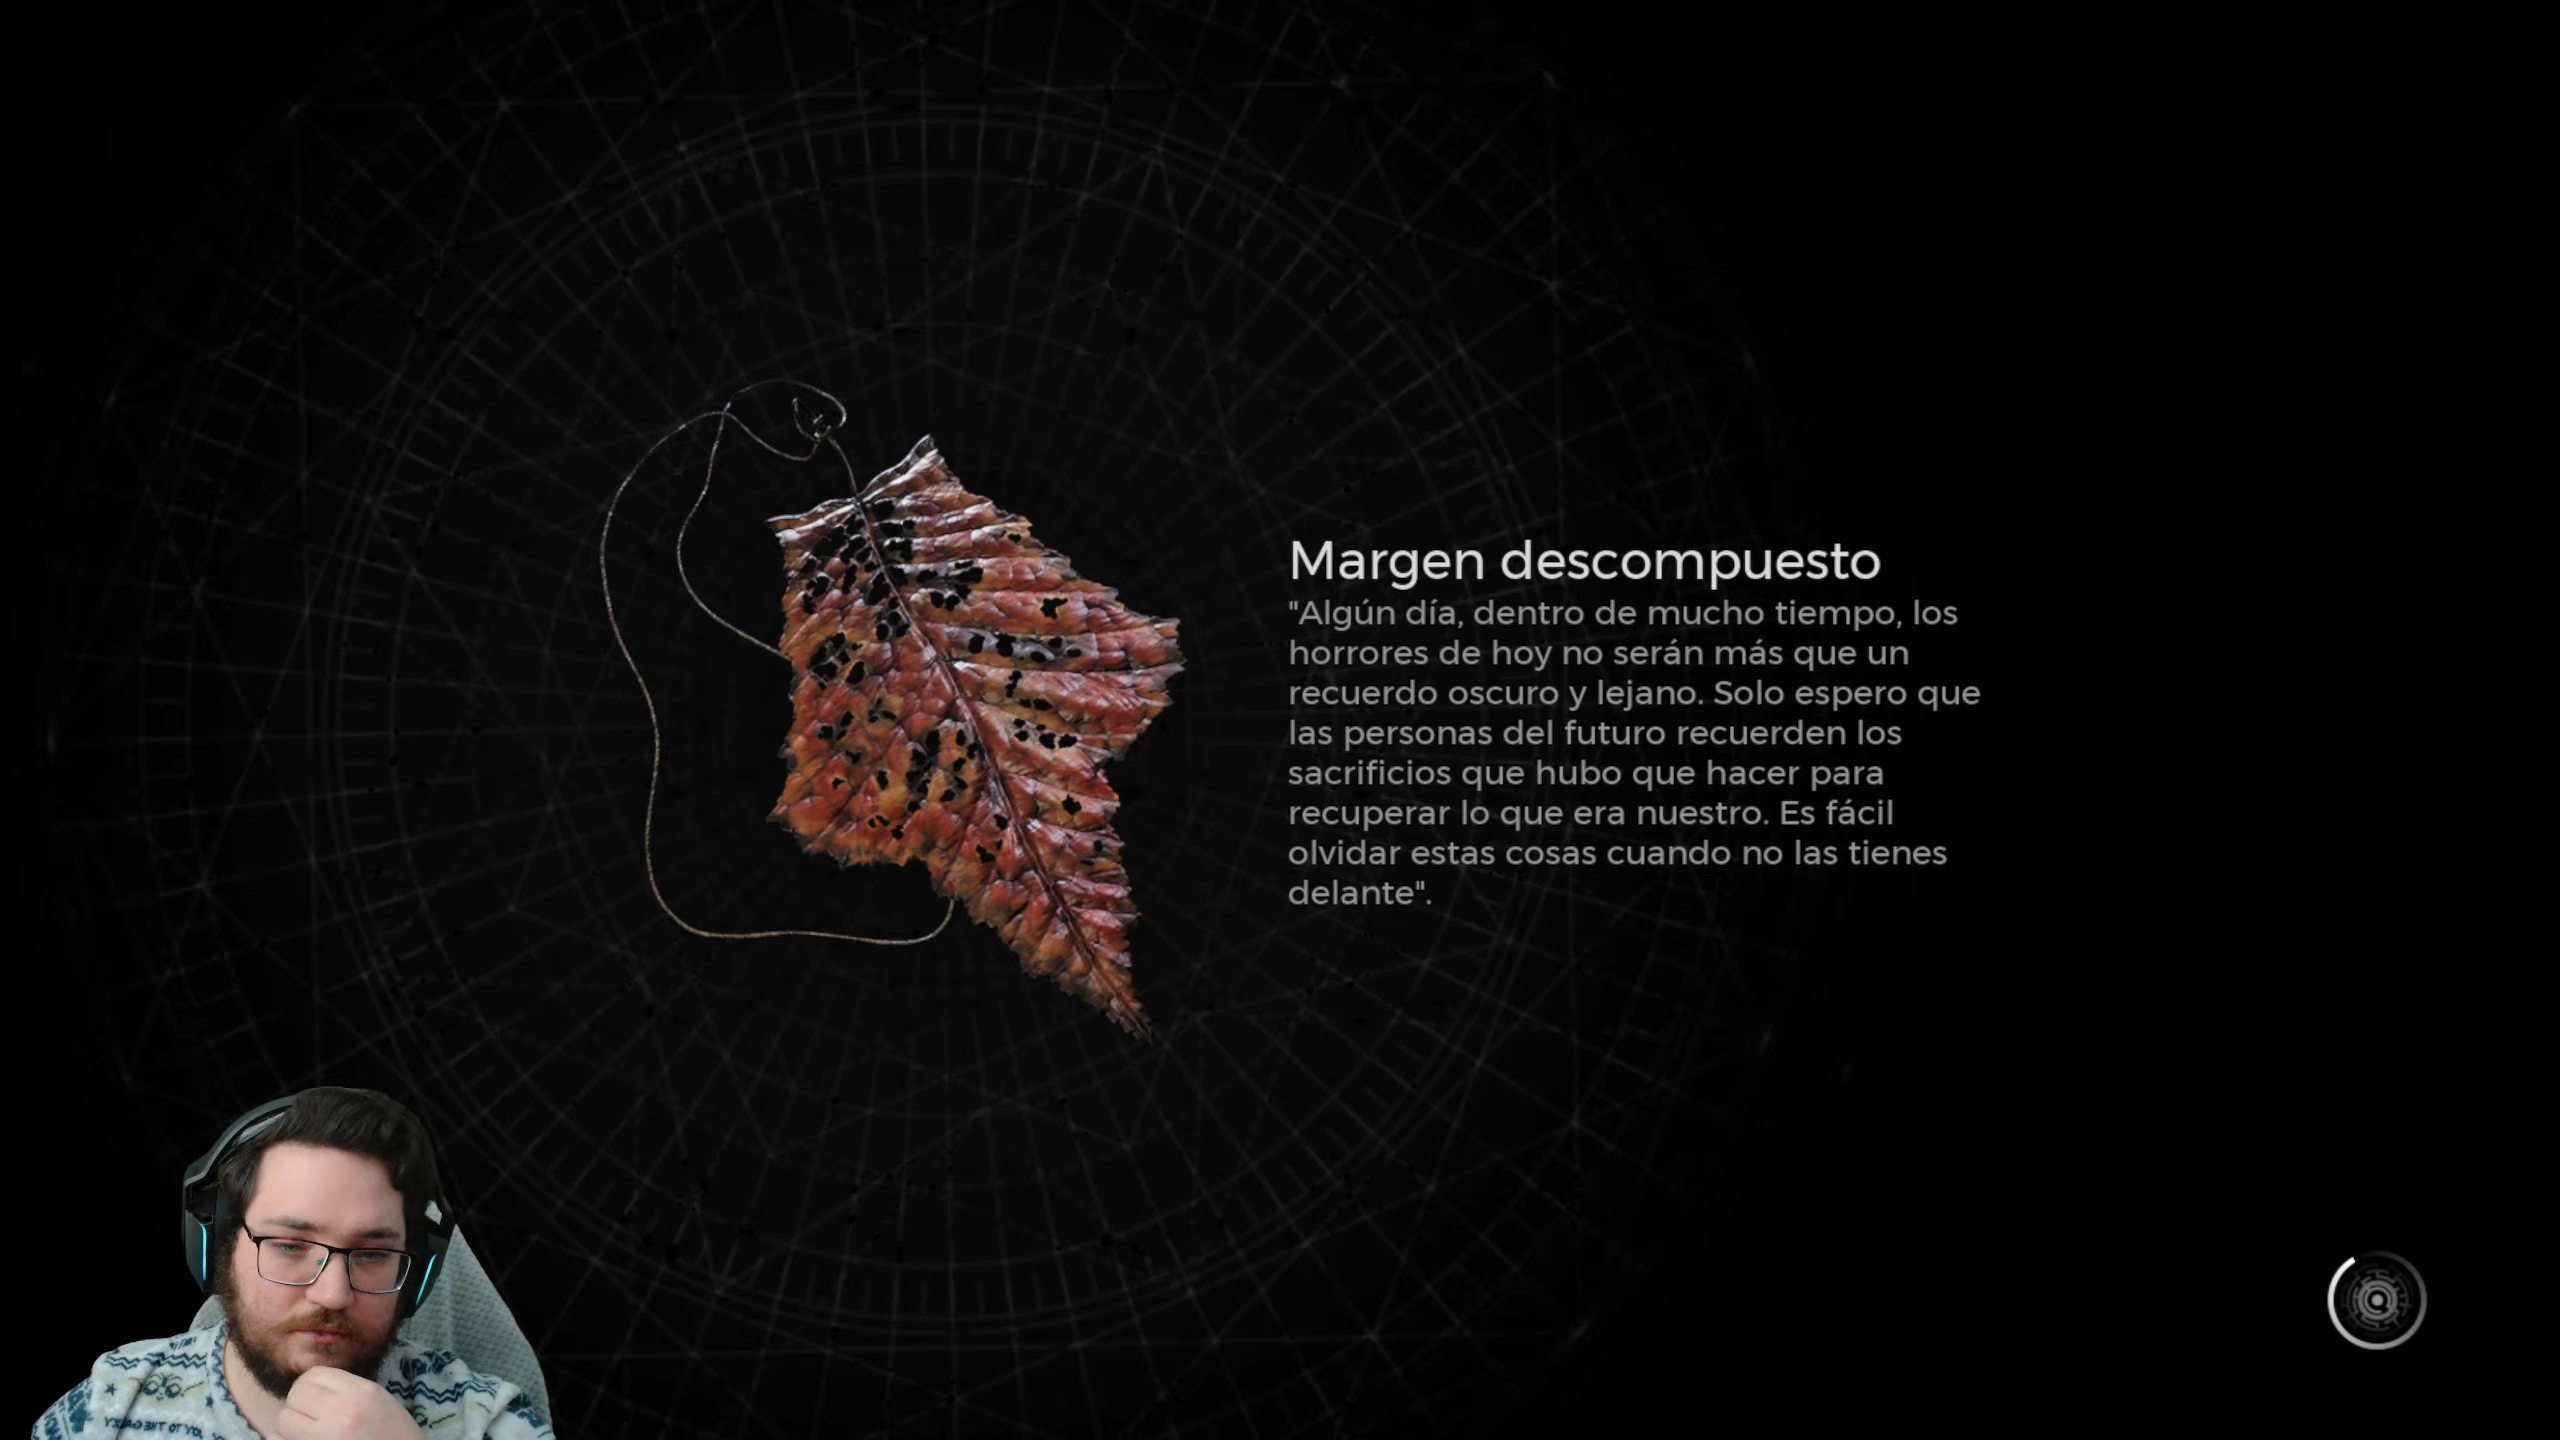 Margen descompuesto
"Algún día, dentro de mucho tiempo, los
horrores de hoy no serán más que un
recuerdo oscuro y lejano. Solo espero que
las personas del futuro recuerden los
sacrificios que hubo que hacer para
recuperar lo que era nuestro. Es fácil
olvidar estas cosas cuando no las tienes
delante".